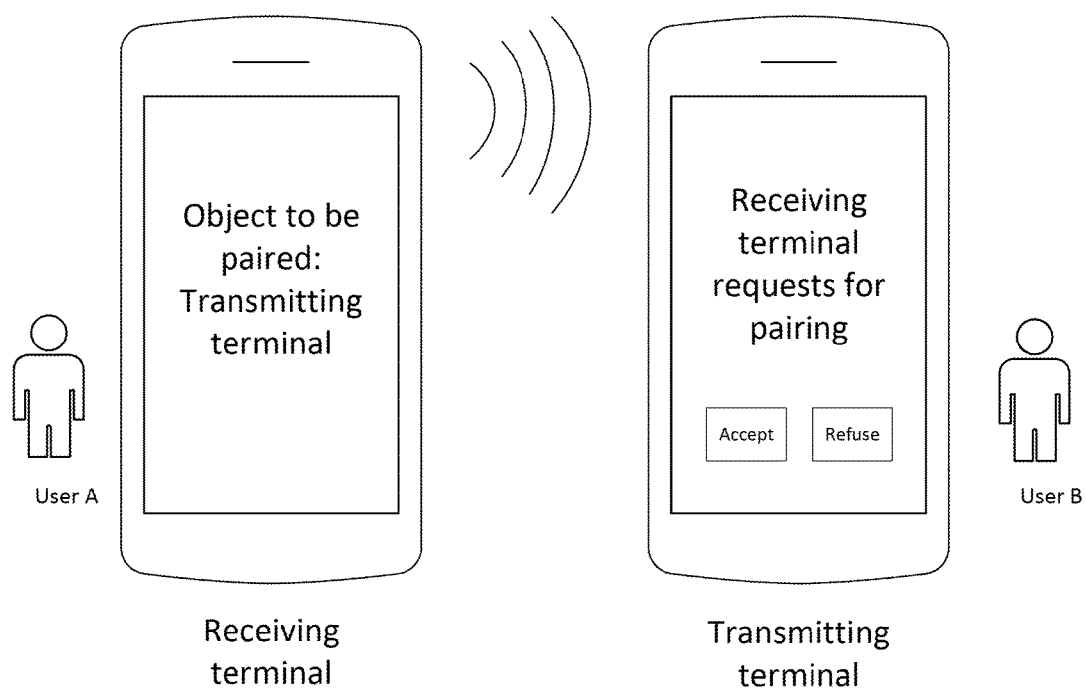 Object to be
paired:
Transmitting
terminal
User A
Receiving
terminal
Receiving
terminal
requests for
pairing
Accept
Refuse
User B
Transmitting
terminal